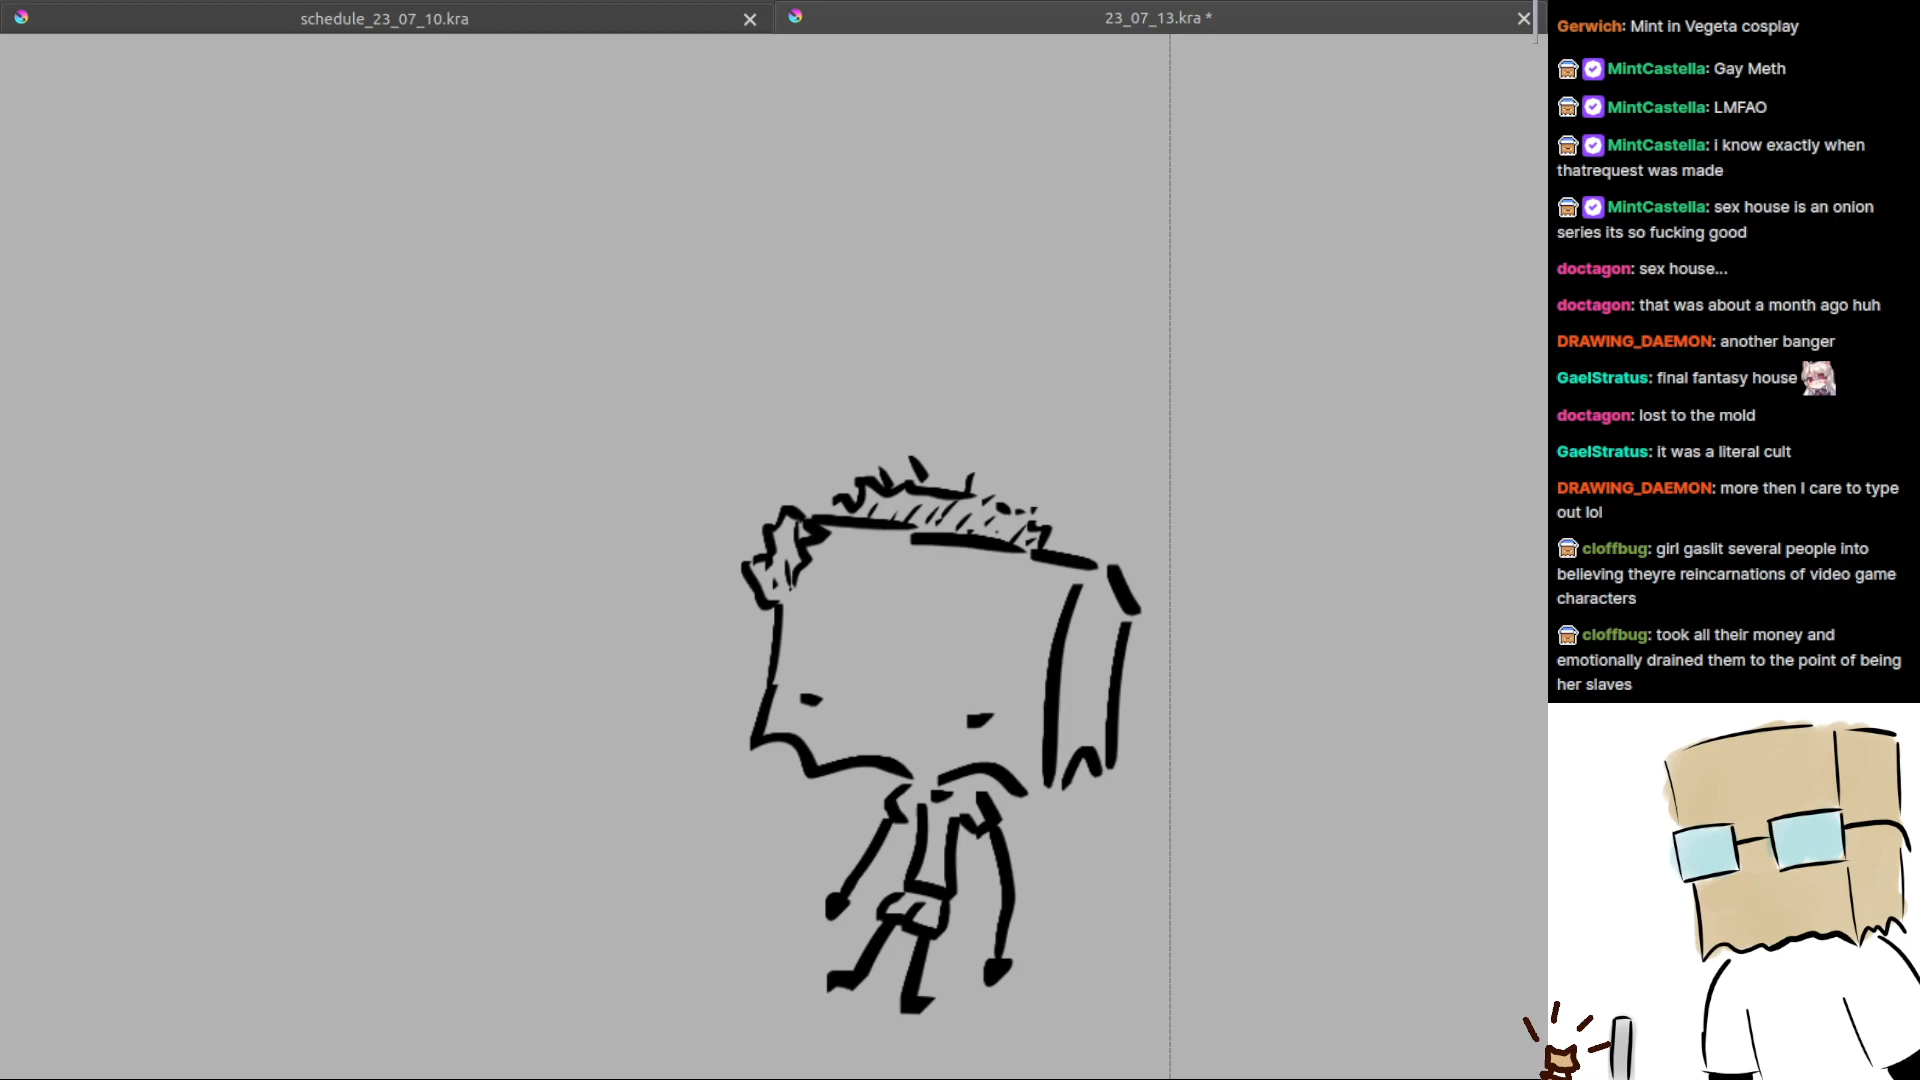 schedule_23_07_10.kra
23_07_13.kra *
Gerwich: Mint in Vegeta cosplay
MintCastella: Gay Meth
MintCastella: LMFAO
MintCastella: i know exactly when
thatrequest was made
MintCastella: sex house is an onion
series its so fucking good
doctagon: sex house...
doctagon: that was about a month ago huh
DRAWING_DAEMON: another banger
GaelStratus: final fantasy house
doctagon: lost to the mold
GaelStratus: it was a literal cult
DRAWING_DAEMON: more then I care to type
out lol
cloffbug: girl gaslit several people into
believing theyre reincarnations of video game
characters
cloffbug: took all their money and
emotionally drained them to the point of being
her slaves